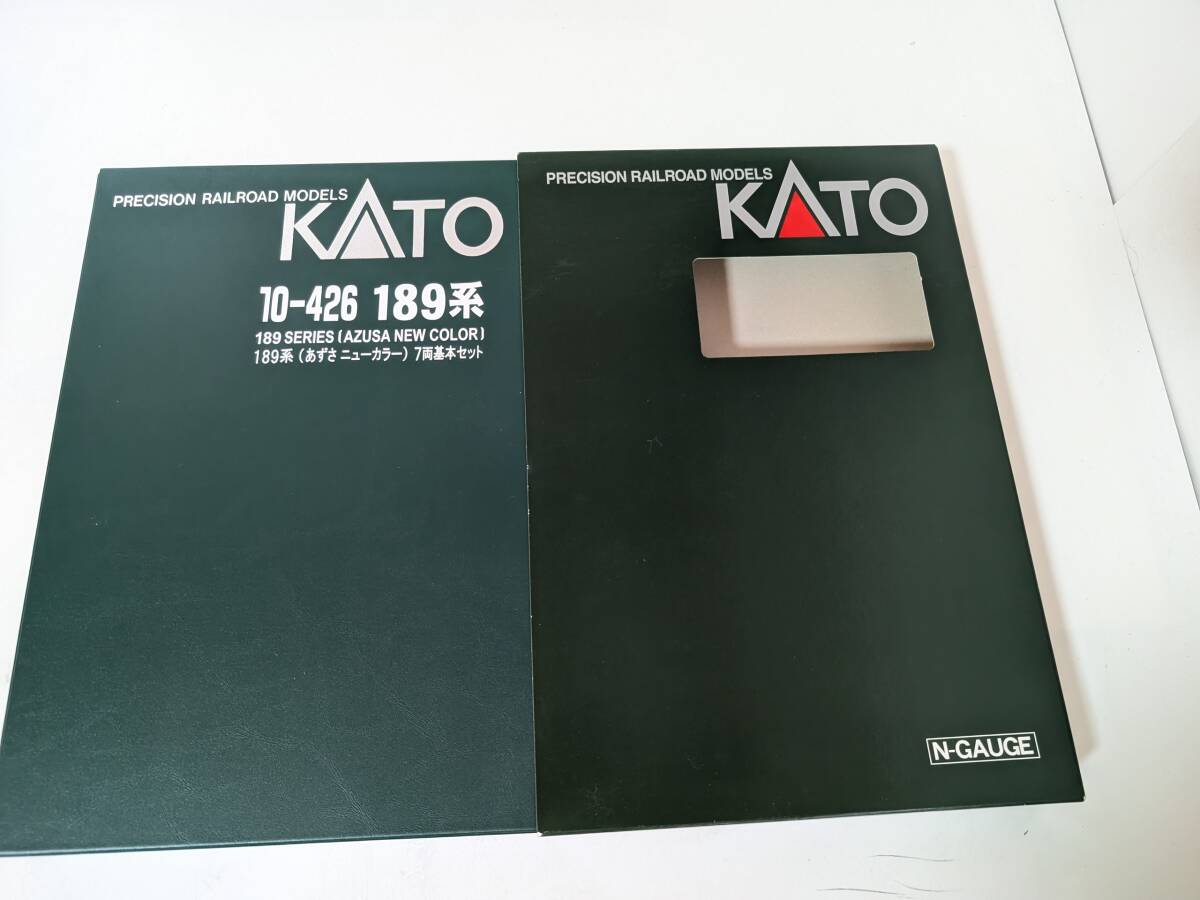 PRECISION RAILROAD MODELS
KATO
10-426 189系
189 SERIES (AZUSA NEW COLOR)
189系 (あずさ ニューカラー) 7両基本セット
PRECISION RAILROAD MODELS
KATO
N-GAUGE